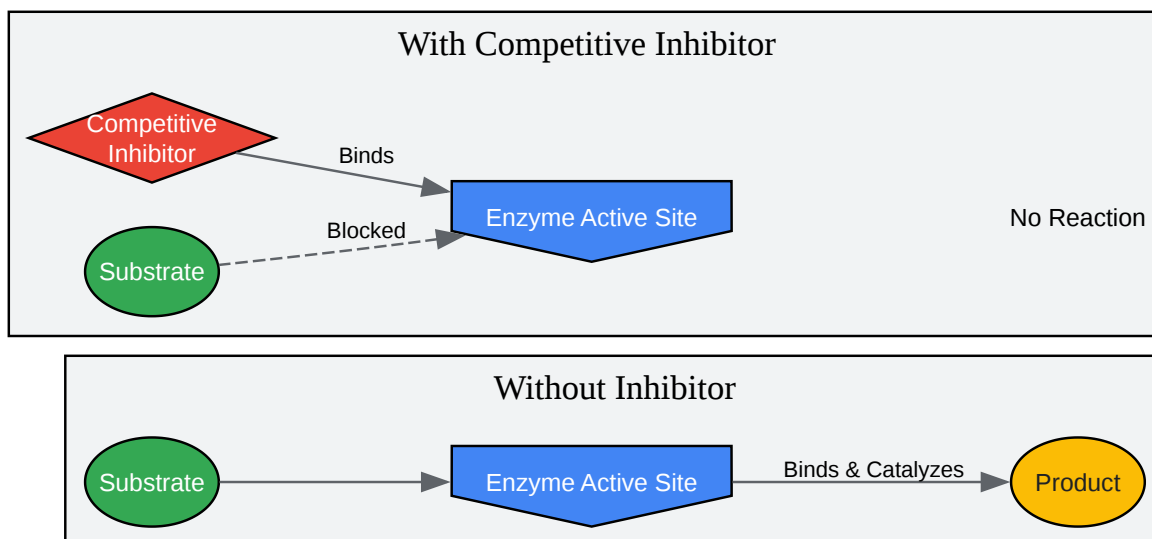 With Competitive Inhibitor
Competitive
Inhibitor
Binds
Enzyme Active Site
No Reaction
Blocked
Substrate
Without Inhibitor
Substrate
Enzyme Active Site
Binds & Catalyzes
Product